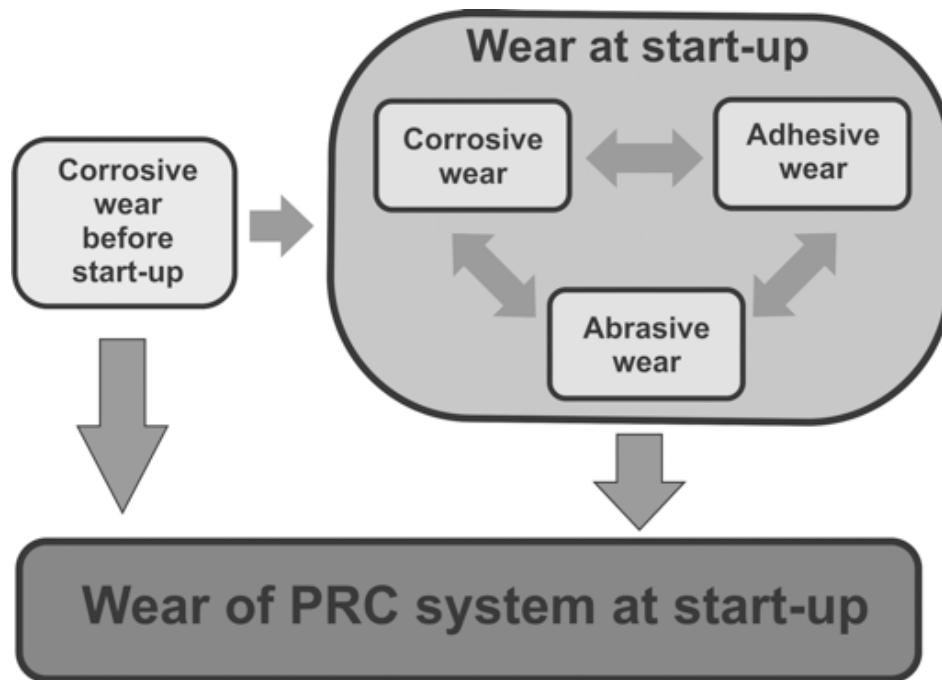 Wear at start-up
Corrosive
wear
before
start-up
Corrosive
wear
Adhesive
wear
Abrasive
wear
Wear of PRC system at start-up